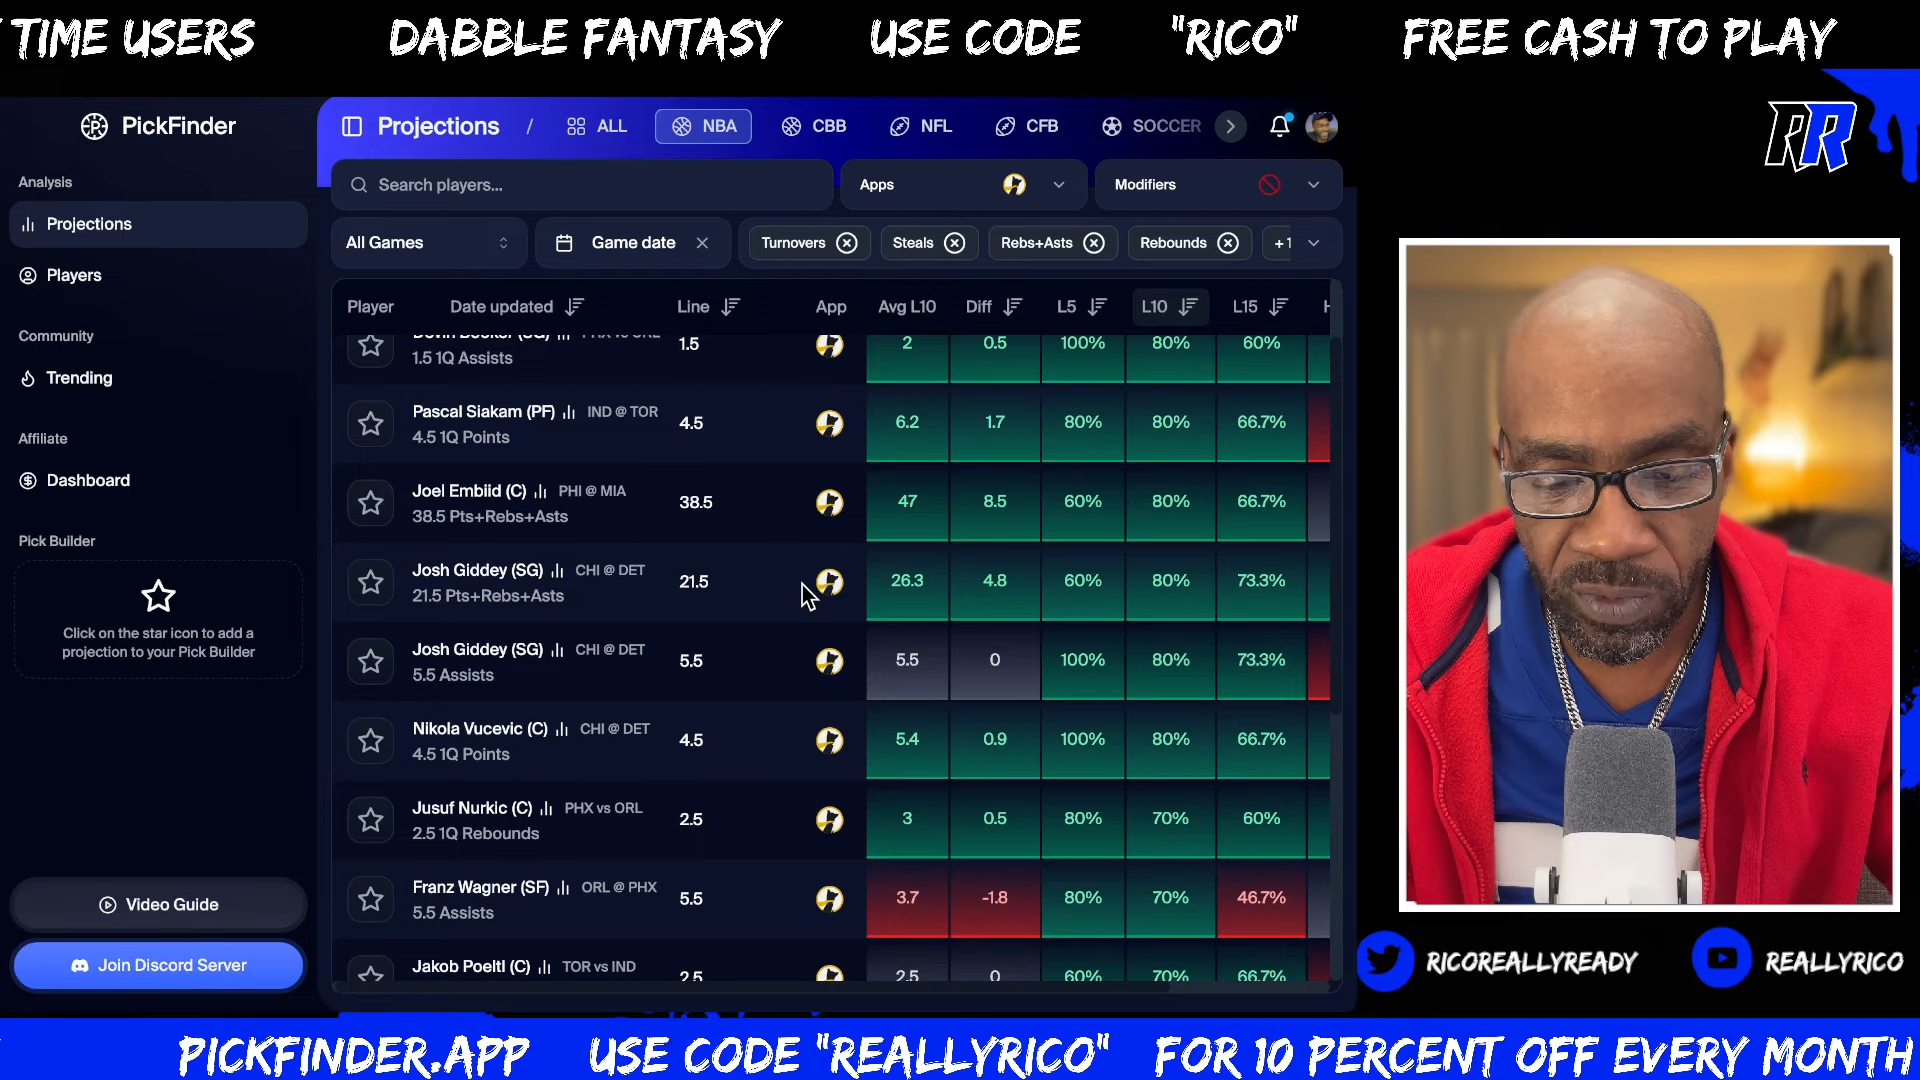 TIME USERS DABBLE FANTASY USE CODE "RICO" FREE CASH TO PLAY
PickFinder
Projections / ALL NBA CBB NFL CFB SOCCER
RR
Analysis
Projections
Players
Community
Trending
Affiliate
Dashboard
Pick Builder
Click on the star icon to add a
projection to your Pick Builder
Video Guide
Join Discord Server
Search players...
Apps
Modifiers
All Games
Game date
Turnovers
Steals
Rebs+Asts
Rebounds
+1
Player Date updated Line App Avg L10 Diff L5 L10 L15
1.5 1Q Assists 1.5 2 0.5 100% 80% 60%
Pascal Siakam (PF) IND @ TOR
4.5 1Q Points 4.5 6.2 1.7 80% 80% 66.7%
Joel Embiid (C) PHI @ MIA
38.5 Pts+Rebs+Asts 38.5 47 8.5 60% 80% 66.7%
Josh Giddey (SG) CHI @ DET
21.5 Pts+Rebs+Asts 21.5 26.3 4.8 60% 80% 73.3%
Josh Giddey (SG) CHI @ DET
5.5 Assists 5.5 5.5 0 100% 80% 73.3%
Nikola Vucevic (C) CHI @ DET
4.5 1Q Points 4.5 5.4 0.9 100% 80% 66.7%
Jusuf Nurkic (C) PHX vs ORL
2.5 1Q Rebounds 2.5 3 0.5 80% 70% 60%
Franz Wagner (SF) ORL @ PHX
5.5 Assists 5.5 3.7 -1.8 80% 70% 46.7%
Jakob Poeltl (C) TOR vs IND
2.5 2.5 0 60% 70% 66.7%
RICOREALLYREADY
REALLYRICO
PICKFINDER.APP USE CODE "REALLYRICO" FOR 10 PERCENT OFF EVERY MONTH